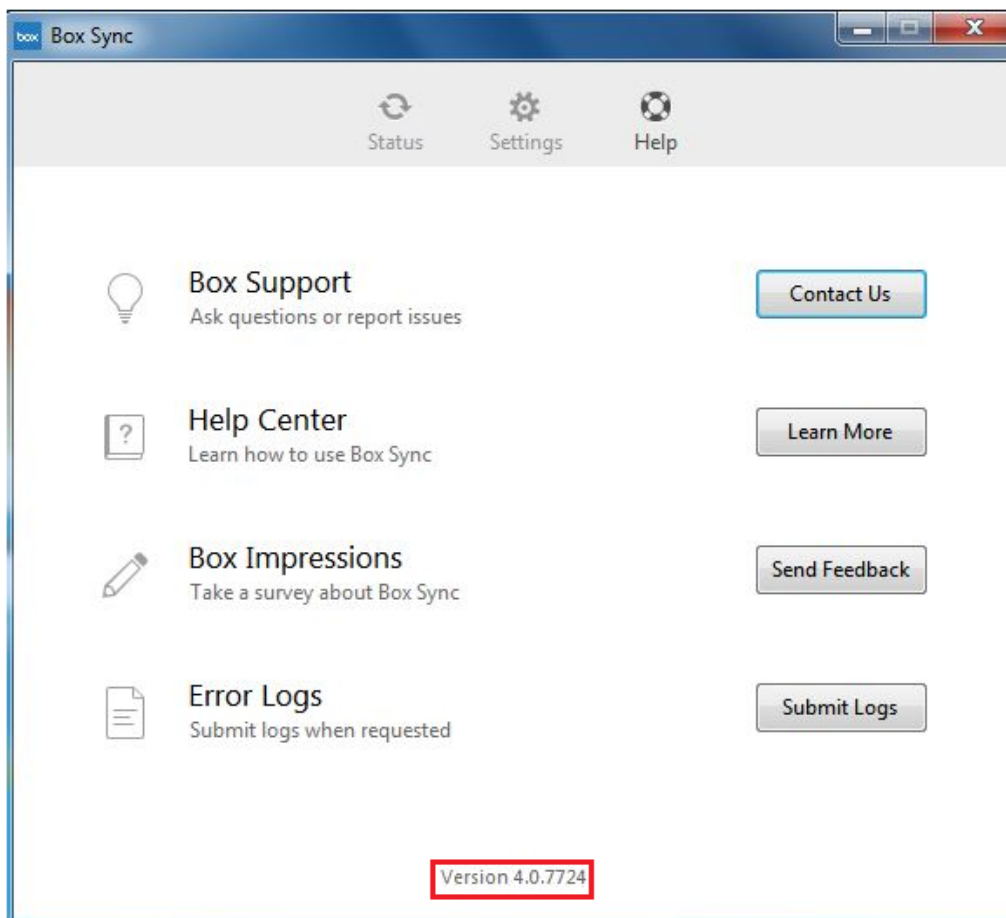 box Box Sync
Status Settings Help
Box Support
Ask questions or report issues
Contact Us
Help Center
Learn how to use Box Sync
Learn More
Box Impressions
Take a survey about Box Sync
Send Feedback
Error Logs
Submit logs when requested
Submit Logs
Version 4.0.7724